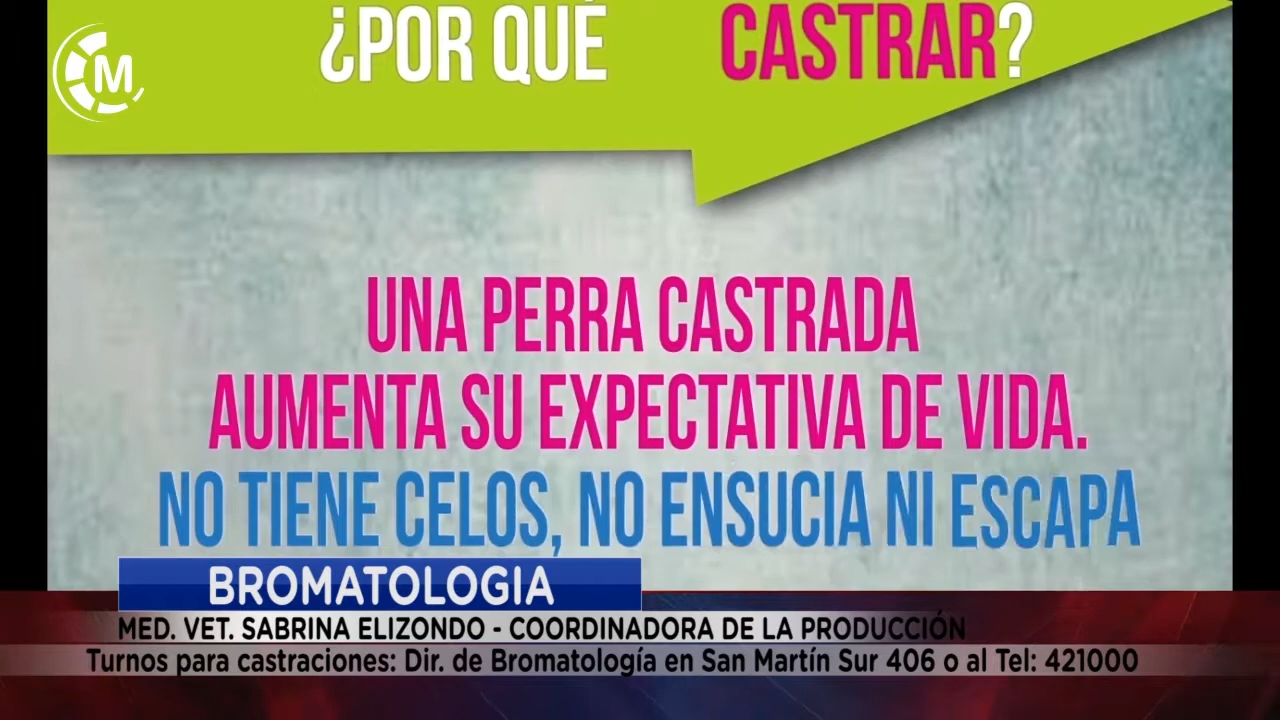 ¿POR QUÉ CASTRAR?
M
UNA PERRA CASTRADA
AUMENTA SU EXPECTATIVA DE VIDA.
NO TIENE CELOS, NO ENSUCIA NI ESCAPA
BROMATOLOGIA
MED. VET. SABRINA ELIZONDO - COORDINADORA DE LA PRODUCCIÓN
Turnos para castraciones: Dir. de Bromatología en San Martín Sur 406 o al Tel: 421000